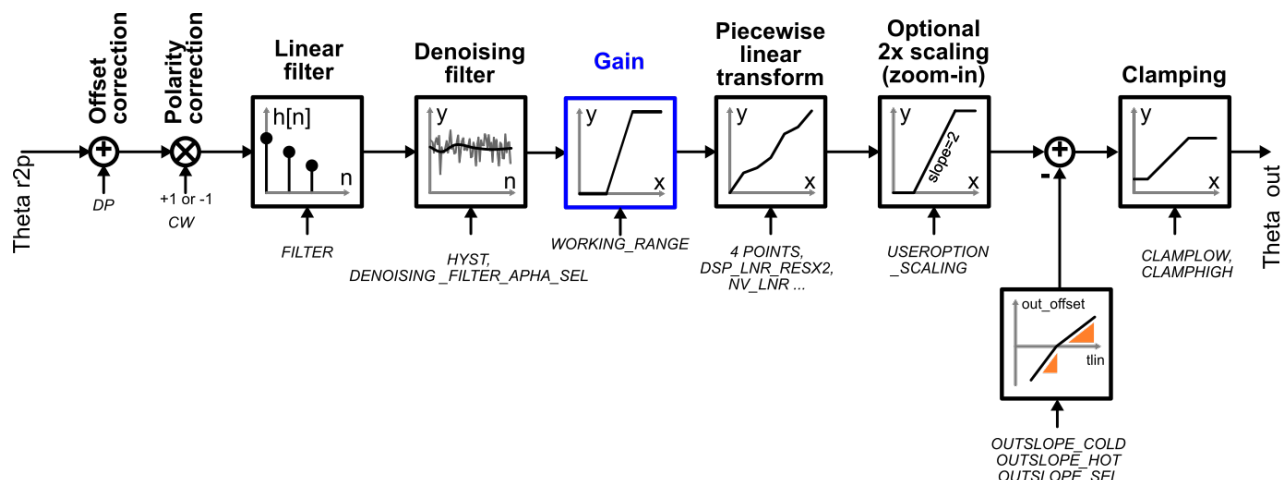 Theta r2p
Offset
correction
DP
Polarity
correction
+1 or -1
CW
Linear
filter
h[n]
n
FILTER
Denoising
filter
y
n
HYST,
DENOISING _FILTER_APHA_SEL
Gain
y
x
WORKING_RANGE
Piecewise
linear
transform
y
x
4 POINTS,
DSP_LNR_RESX2,
NV_LNR ...
Optional
2x scaling
(zoom-in)
y
slope=2
x
USEROPTION
_SCALING
-
out_offset
tlin
OUTSLOPE_COLD
OUTSLOPE_HOT
OUTSLOPE_SEL
Clamping
y
x
CLAMPLOW,
CLAMPHIGH
Theta out